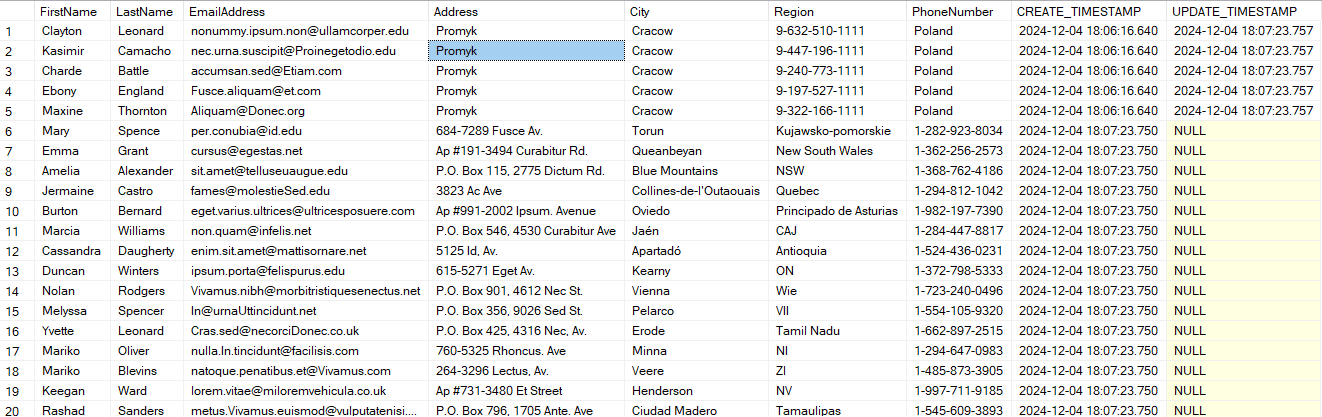 FirstName LastName EmailAddress Address City Region PhoneNumber CREATE_TIMESTAMP UPDATE_TIMESTAMP
1 Clayton Leonard nonummy.ipsum.non@ullamcorper.edu Promyk Cracow 9-632-510-1111 Poland 2024-12-04 18:06:16.640 2024-12-04 18:07:23.757
2 Kasimir Camacho nec.urna.suscipit@Proinegetodio.edu Promyk Cracow 9-447-196-1111 Poland 2024-12-04 18:06:16.640 2024-12-04 18:07:23.757
3 Charde Battle accumsan.sed@Etiam.com Promyk Cracow 9-240-773-1111 Poland 2024-12-04 18:06:16.640 2024-12-04 18:07:23.757
4 Ebony England Fusce.aliquam@et.com Promyk Cracow 9-197-527-1111 Poland 2024-12-04 18:06:16.640 2024-12-04 18:07:23.757
5 Maxine Thornton Aliquam@Donec.org Promyk Cracow 9-322-166-1111 Poland 2024-12-04 18:06:16.640 2024-12-04 18:07:23.757
6 Mary Spence per.conubia@id.edu 684-7289 Fusce Av. Torun Kujawsko-pomorskie 1-282-923-8034 2024-12-04 18:07:23.750 NULL
7 Emma Grant cursus@egestas.net Ap #191-3494 Curabitur Rd. Queanbeyan New South Wales 1-362-256-2573 2024-12-04 18:07:23.750 NULL
8 Amelia Alexander sit.amet@telluseuaugue.edu P.O. Box 115, 2775 Dictum Rd. Blue Mountains NSW 1-368-762-4186 2024-12-04 18:07:23.750 NULL
9 Jermaine Castro fames@molestieSed.edu 3823 Ac Ave Collines-de-l'Outaouais Quebec 1-294-812-1042 2024-12-04 18:07:23.750 NULL
10 Burton Bernard eget.varius.ultrices@ultricesposuere.com Ap #991-2002 Ipsum. Avenue Oviedo Principado de Asturias 1-982-197-7390 2024-12-04 18:07:23.750 NULL
11 Marcia Williams non.quam@infelis.net P.O. Box 546, 4530 Curabitur Ave Jaén CAJ 1-284-447-8817 2024-12-04 18:07:23.750 NULL
12 Cassandra Daugherty enim.sit.amet@mattisornare.net 5125 Id, Av. Apartadó Antioquia 1-524-436-0231 2024-12-04 18:07:23.750 NULL
13 Duncan Winters ipsum.porta@felispurus.edu 615-5271 Eget Av. Kearny ON 1-372-798-5333 2024-12-04 18:07:23.750 NULL
14 Nolan Rodgers Vivamus.nibh@morbitristiquesenectus.net P.O. Box 901, 4612 Nec St. Vienna Wie 1-723-240-0496 2024-12-04 18:07:23.750 NULL
15 Melyssa Spencer In@urnaUttincidunt.net P.O. Box 356, 9026 Sed St. Pelarco VII 1-554-105-9320 2024-12-04 18:07:23.750 NULL
16 Yvette Leonard Cras.sed@necorciDonec.co.uk P.O. Box 425, 4316 Nec, Av. Erode Tamil Nadu 1-662-897-2515 2024-12-04 18:07:23.750 NULL
17 Mariko Oliver nulla.In.tincidunt@facilisis.com 760-5325 Rhoncus. Ave Minna NI 1-294-647-0983 2024-12-04 18:07:23.750 NULL
18 Mariko Blevins natoque.penatibus.et@Vivamus.com 264-3296 Lectus, Av. Veere ZI 1-485-873-3905 2024-12-04 18:07:23.750 NULL
19 Keegan Ward lorem.vitae@miloremvehicula.co.uk Ap #731-3480 Et Street Henderson NV 1-997-711-9185 2024-12-04 18:07:23.750 NULL
20 Rashad Sanders metus.Vivamus.euismod@vulputatenisi.... P.O. Box 796, 1705 Ante. Ave Ciudad Madero Tamaulipas 1-545-609-3893 2024-12-04 18:07:23.750 NULL